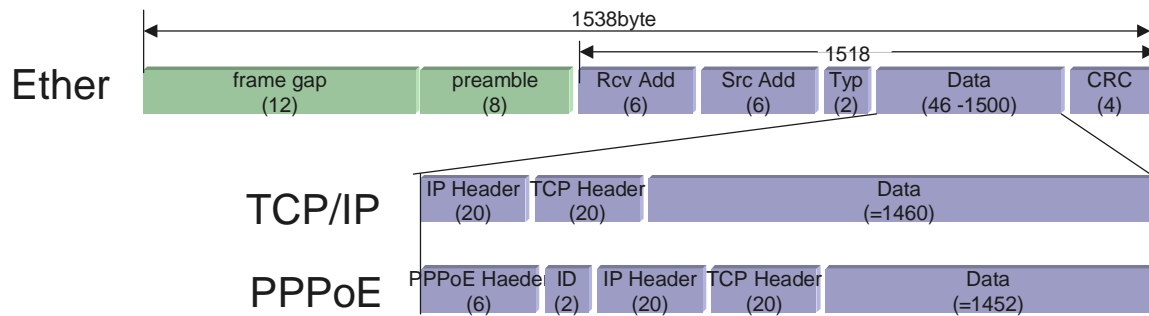 1538byte
1518
Ether
frame gap
(12)
preamble
(8)
Rcv Add
(6)
Src Add
(6)
Typ
(2)
Data
(46 -1500)
CRC
(4)
TCP/IP
IP Header
(20)
TCP Header
(20)
Data
(=1460)
PPPoE
PPPoE Haeder
(6)
ID
(2)
IP Header
(20)
TCP Header
(20)
Data
(=1452)